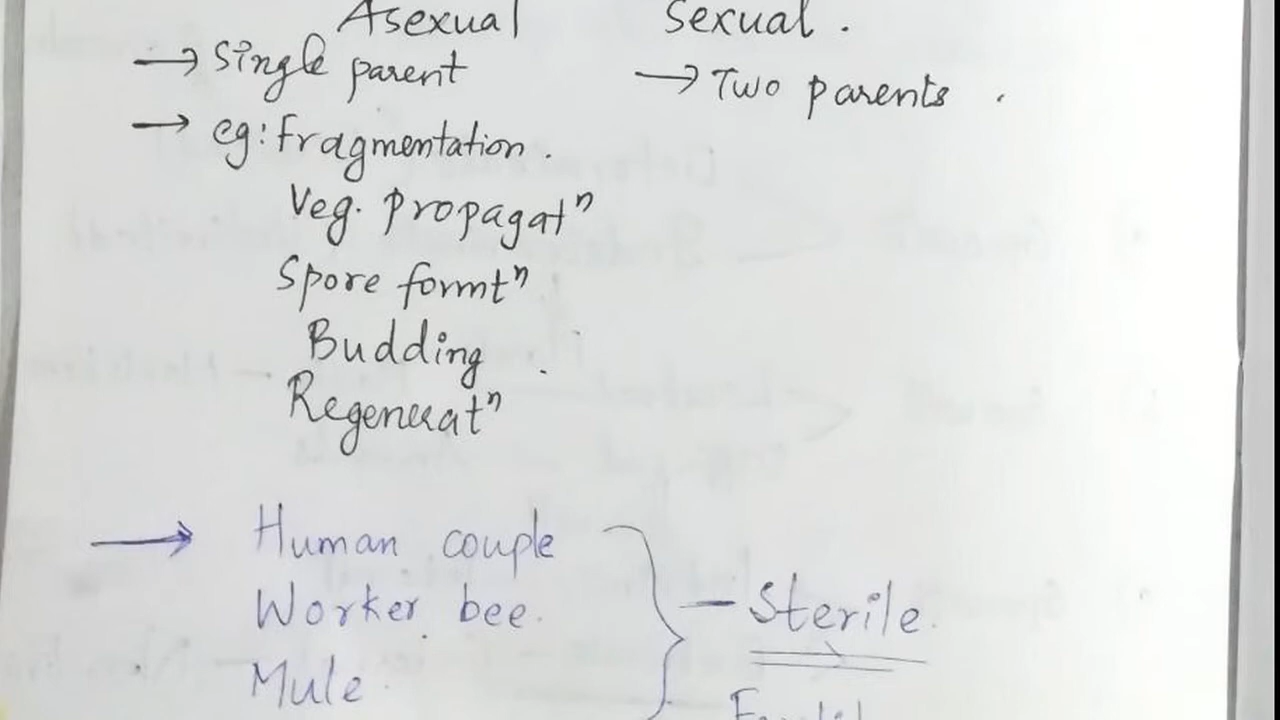 Asexual Sexual.
→ Single parent → Two parents.
→ eg: Fragmentation.
Veg. Propagatⁿ
Spore formtⁿ
Budding.
Regeneratⁿ
→ Human couple
Worker bee.
Mule
— Sterile.